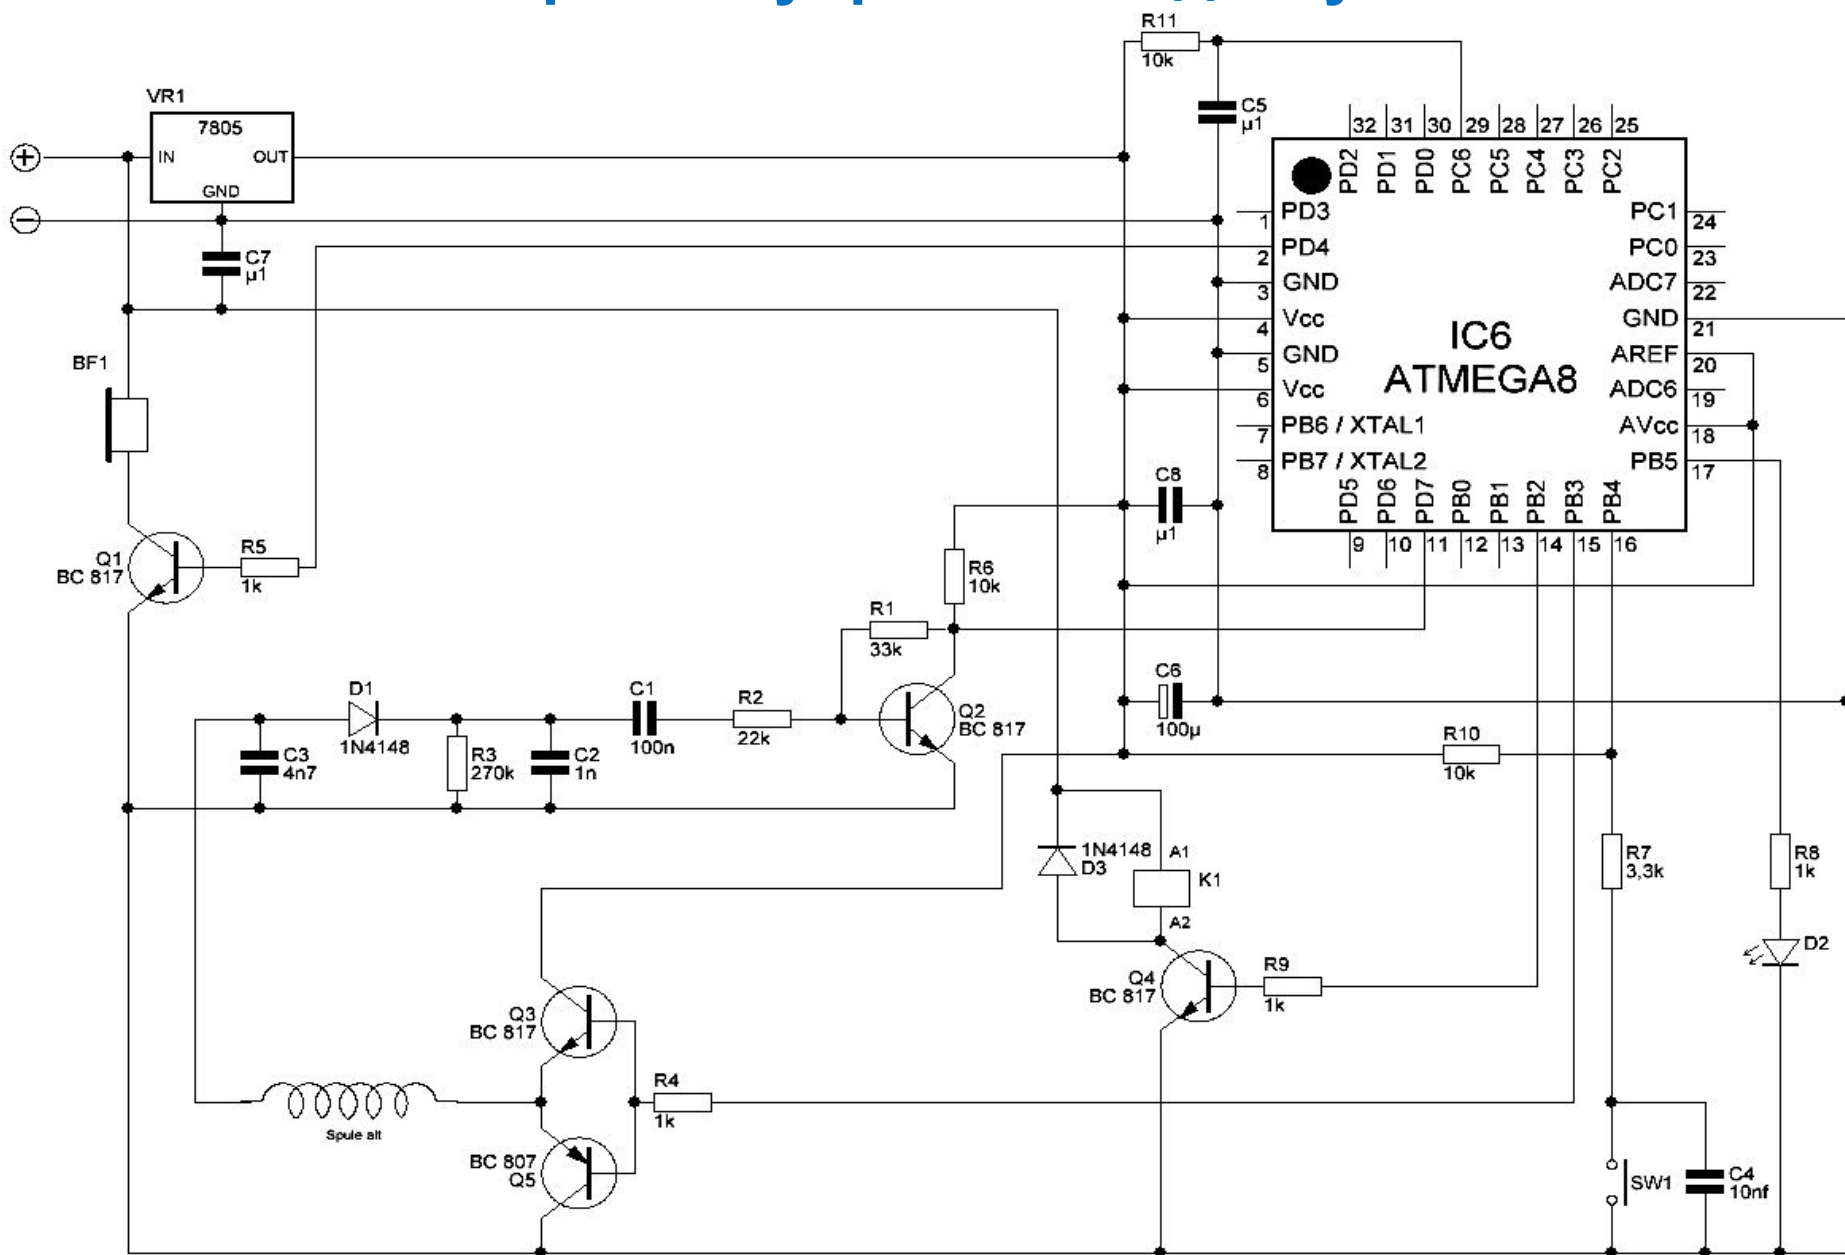 R11
10k
VR1
7805
IN
OUT
GND
+
−
C5
µ1
C7
µ1
BF1
Q1
BC 817
R5
1k
32 31 30 29 28 27 26 25
PD2 PD1 PD0 PC6 PC5 PC4 PC3 PC2
1 PD3
2 PD4
3 GND
4 Vcc
5 GND
6 Vcc
7 PB6 / XTAL1
8 PB7 / XTAL2
IC6
ATMEGA8
PC1 24
PC0 23
ADC7 22
GND 21
AREF 20
ADC6 19
AVcc 18
PB5 17
PD5 PD6 PD7 PB0 PB1 PB2 PB3 PB4
9 10 11 12 13 14 15 16
C8
µ1
R6
10k
R1
33k
D1
1N4148
C3
4n7
R3
270k
C2
1n
C1
100n
R2
22k
Q2
BC 817
C6
100µ
R10
10k
1N4148
D3
A1
K1
A2
R7
3,3k
R8
1k
D2
Q4
BC 817
R9
1k
Q3
BC 817
R4
1k
Spule alt
BC 807
Q5
SW1
C4
10nf